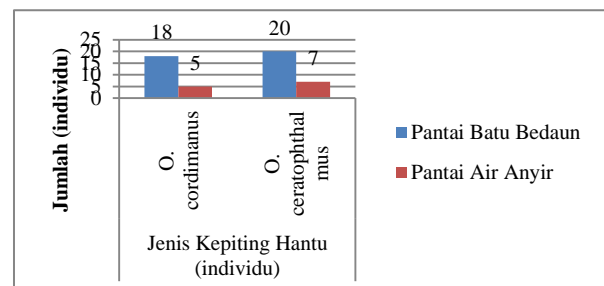 Jumlah (individu)
25
20
15
10
5
0
18
5
20
7
O.
cordimanus
O.
ceratophthal
mus
Jenis Kepiting Hantu
(individu)
Pantai Batu Bedaun
Pantai Air Anyir